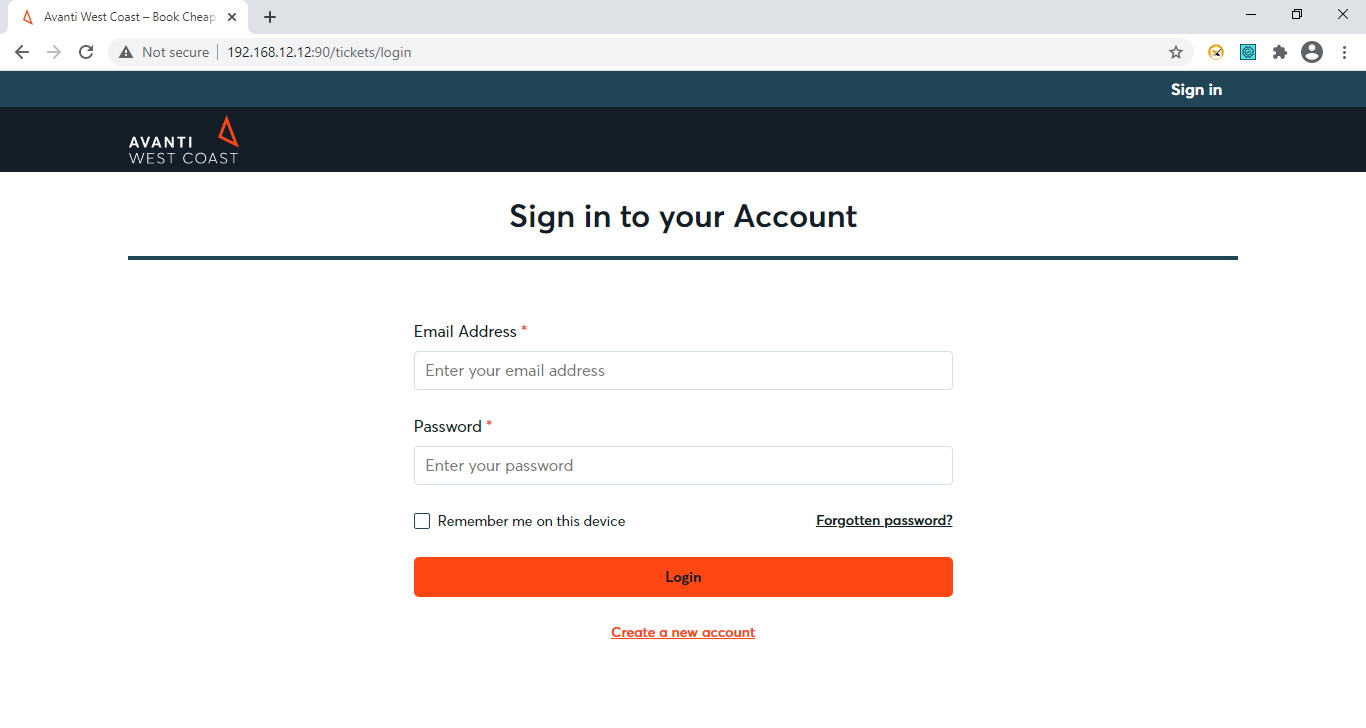 Avanti West Coast – Book Cheap
Not secure 192.168.12.12:90/tickets/login
Sign in
AVANTI
WEST COAST
Sign in to your Account
Email Address *
Enter your email address
Password *
Enter your password
Remember me on this device Forgotten password?
Login
Create a new account